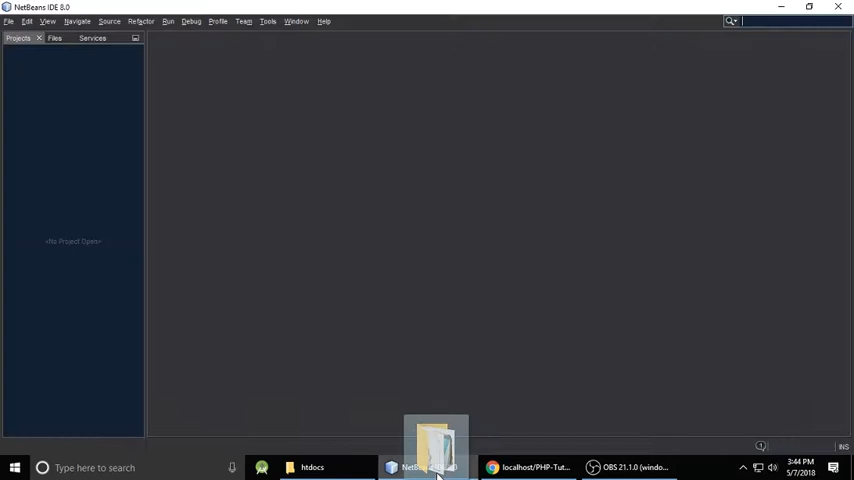 NetBeans IDE 8.0
File Edit View Navigate Source Refactor Run Debug Profile Team Tools Window Help
Projects Files Services
<No Project Open>
1 INS
Type here to search
htdocs
localhost/PHP-Tut...
OBS 21.1.0 (windo...
3:44 PM
5/7/2018